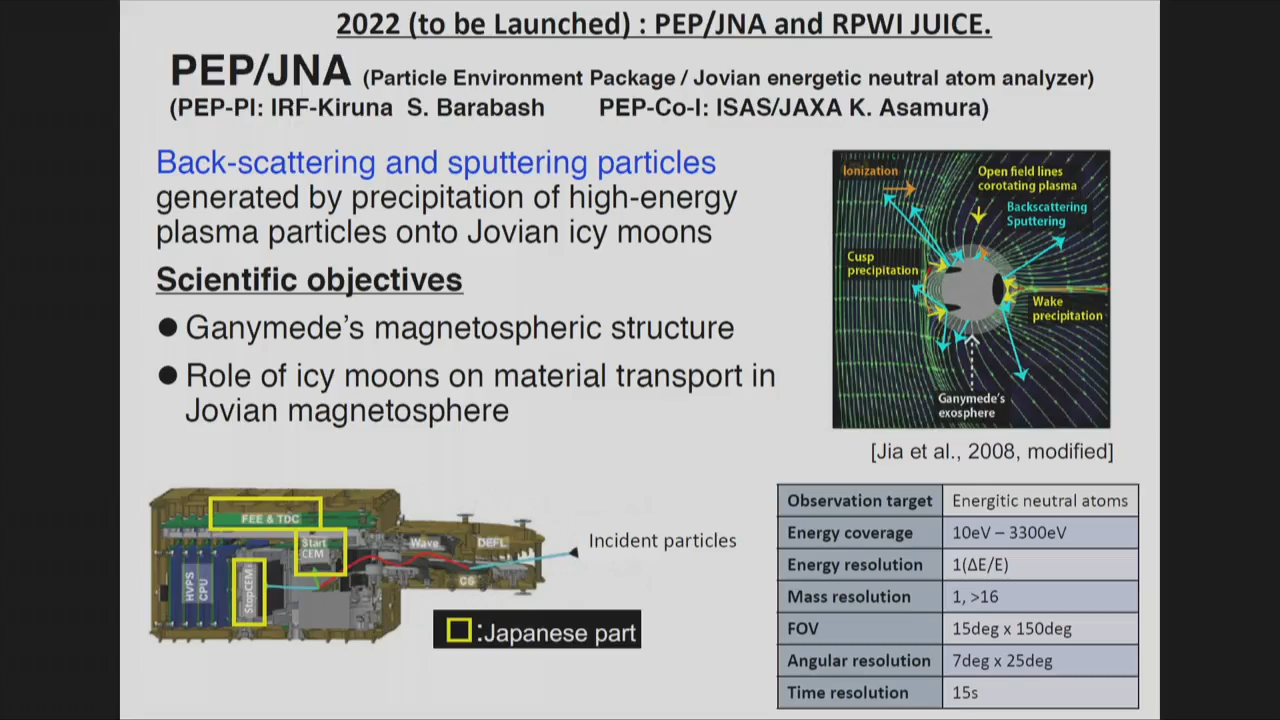 2022 (to be Launched) : PEP/JNA and RPWI JUICE.
PEP/JNA (Particle Environment Package / Jovian energetic neutral atom analyzer)
(PEP-PI: IRF-Kiruna S. Barabash PEP-Co-I: ISAS/JAXA K. Asamura)
Back-scattering and sputtering particles
generated by precipitation of high-energy
plasma particles onto Jovian icy moons
Scientific objectives
● Ganymede's magnetospheric structure
● Role of icy moons on material transport in
Jovian magnetosphere
Ionization
Open field lines
corotating plasma
Backscattering
Sputtering
Cusp
precipitation
Wake
precipitation
Ganymede's
exosphere
[Jia et al., 2008, modified]
FEE & TDC
Start
CEM
StopCEMs
HVPS
CPU
Wave
DEFL
CS
Incident particles
:Japanese part
Observation target Energitic neutral atoms
Energy coverage 10eV – 3300eV
Energy resolution 1(ΔE/E)
Mass resolution 1, >16
FOV 15deg x 150deg
Angular resolution 7deg x 25deg
Time resolution 15s